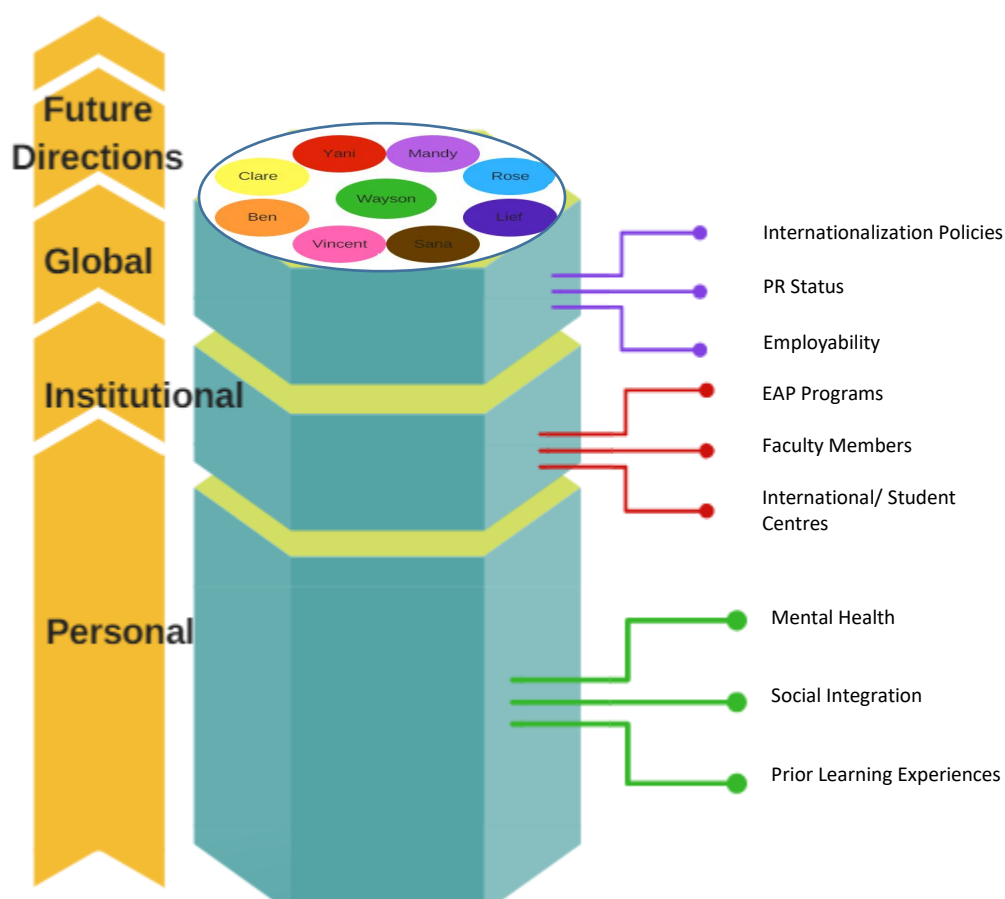 Future
Directions
Global
Institutional
Personal
Yani
Mandy
Clare
Rose
Wayson
Ben
Lief
Vincent
Sana
Internationalization Policies
PR Status
Employability
EAP Programs
Faculty Members
International/ Student
Centres
Mental Health
Social Integration
Prior Learning Experiences